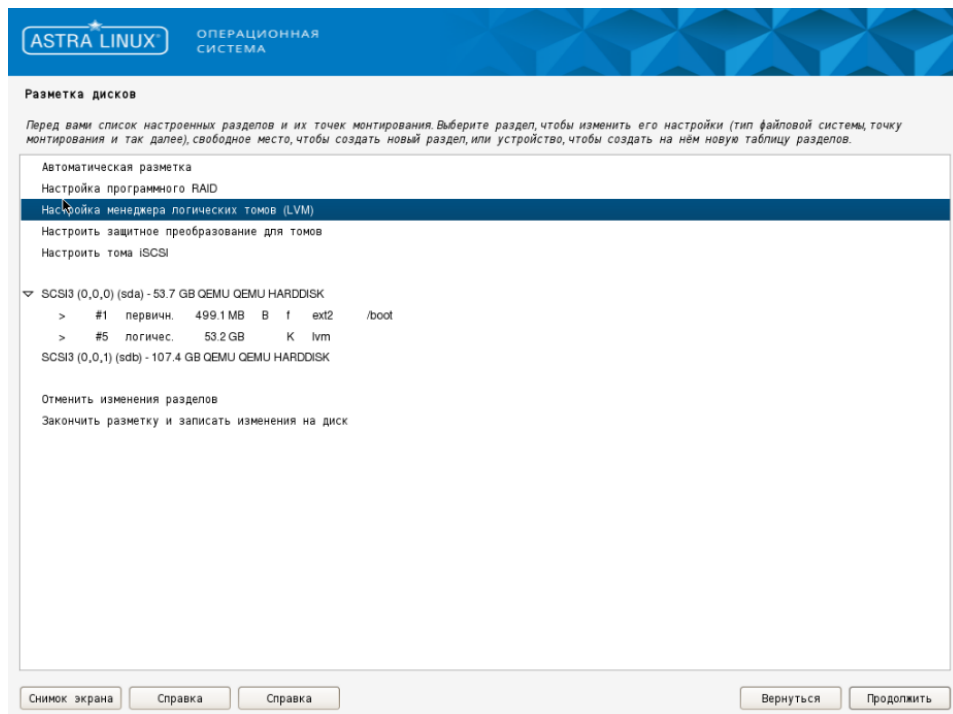 ASTRA LINUX®
ОПЕРАЦИОННАЯ
СИСТЕМА
Разметка дисков
Перед вами список настроенных разделов и их точек монтирования. Выберите раздел, чтобы изменить его настройки (тип файловой системы, точку
монтирования и так далее), свободное место, чтобы создать новый раздел, или устройство, чтобы создать на нём новую таблицу разделов.
Автоматическая разметка
Настройка программного RAID
Настройка менеджера логических томов (LVM)
Настроить защитное преобразование для томов
Настроить тома iSCSI
SCSI3 (0,0,0) (sda) - 53.7 GB QEMU QEMU HARDDISK
> #1 первичн. 499.1 MB B f ext2 /boot
> #5 логичес. 53.2 GB K lvm
SCSI3 (0,0,1) (sdb) - 107.4 GB QEMU QEMU HARDDISK
Отменить изменения разделов
Закончить разметку и записать изменения на диск
Снимок экрана Справка Справка Вернуться Продолжить